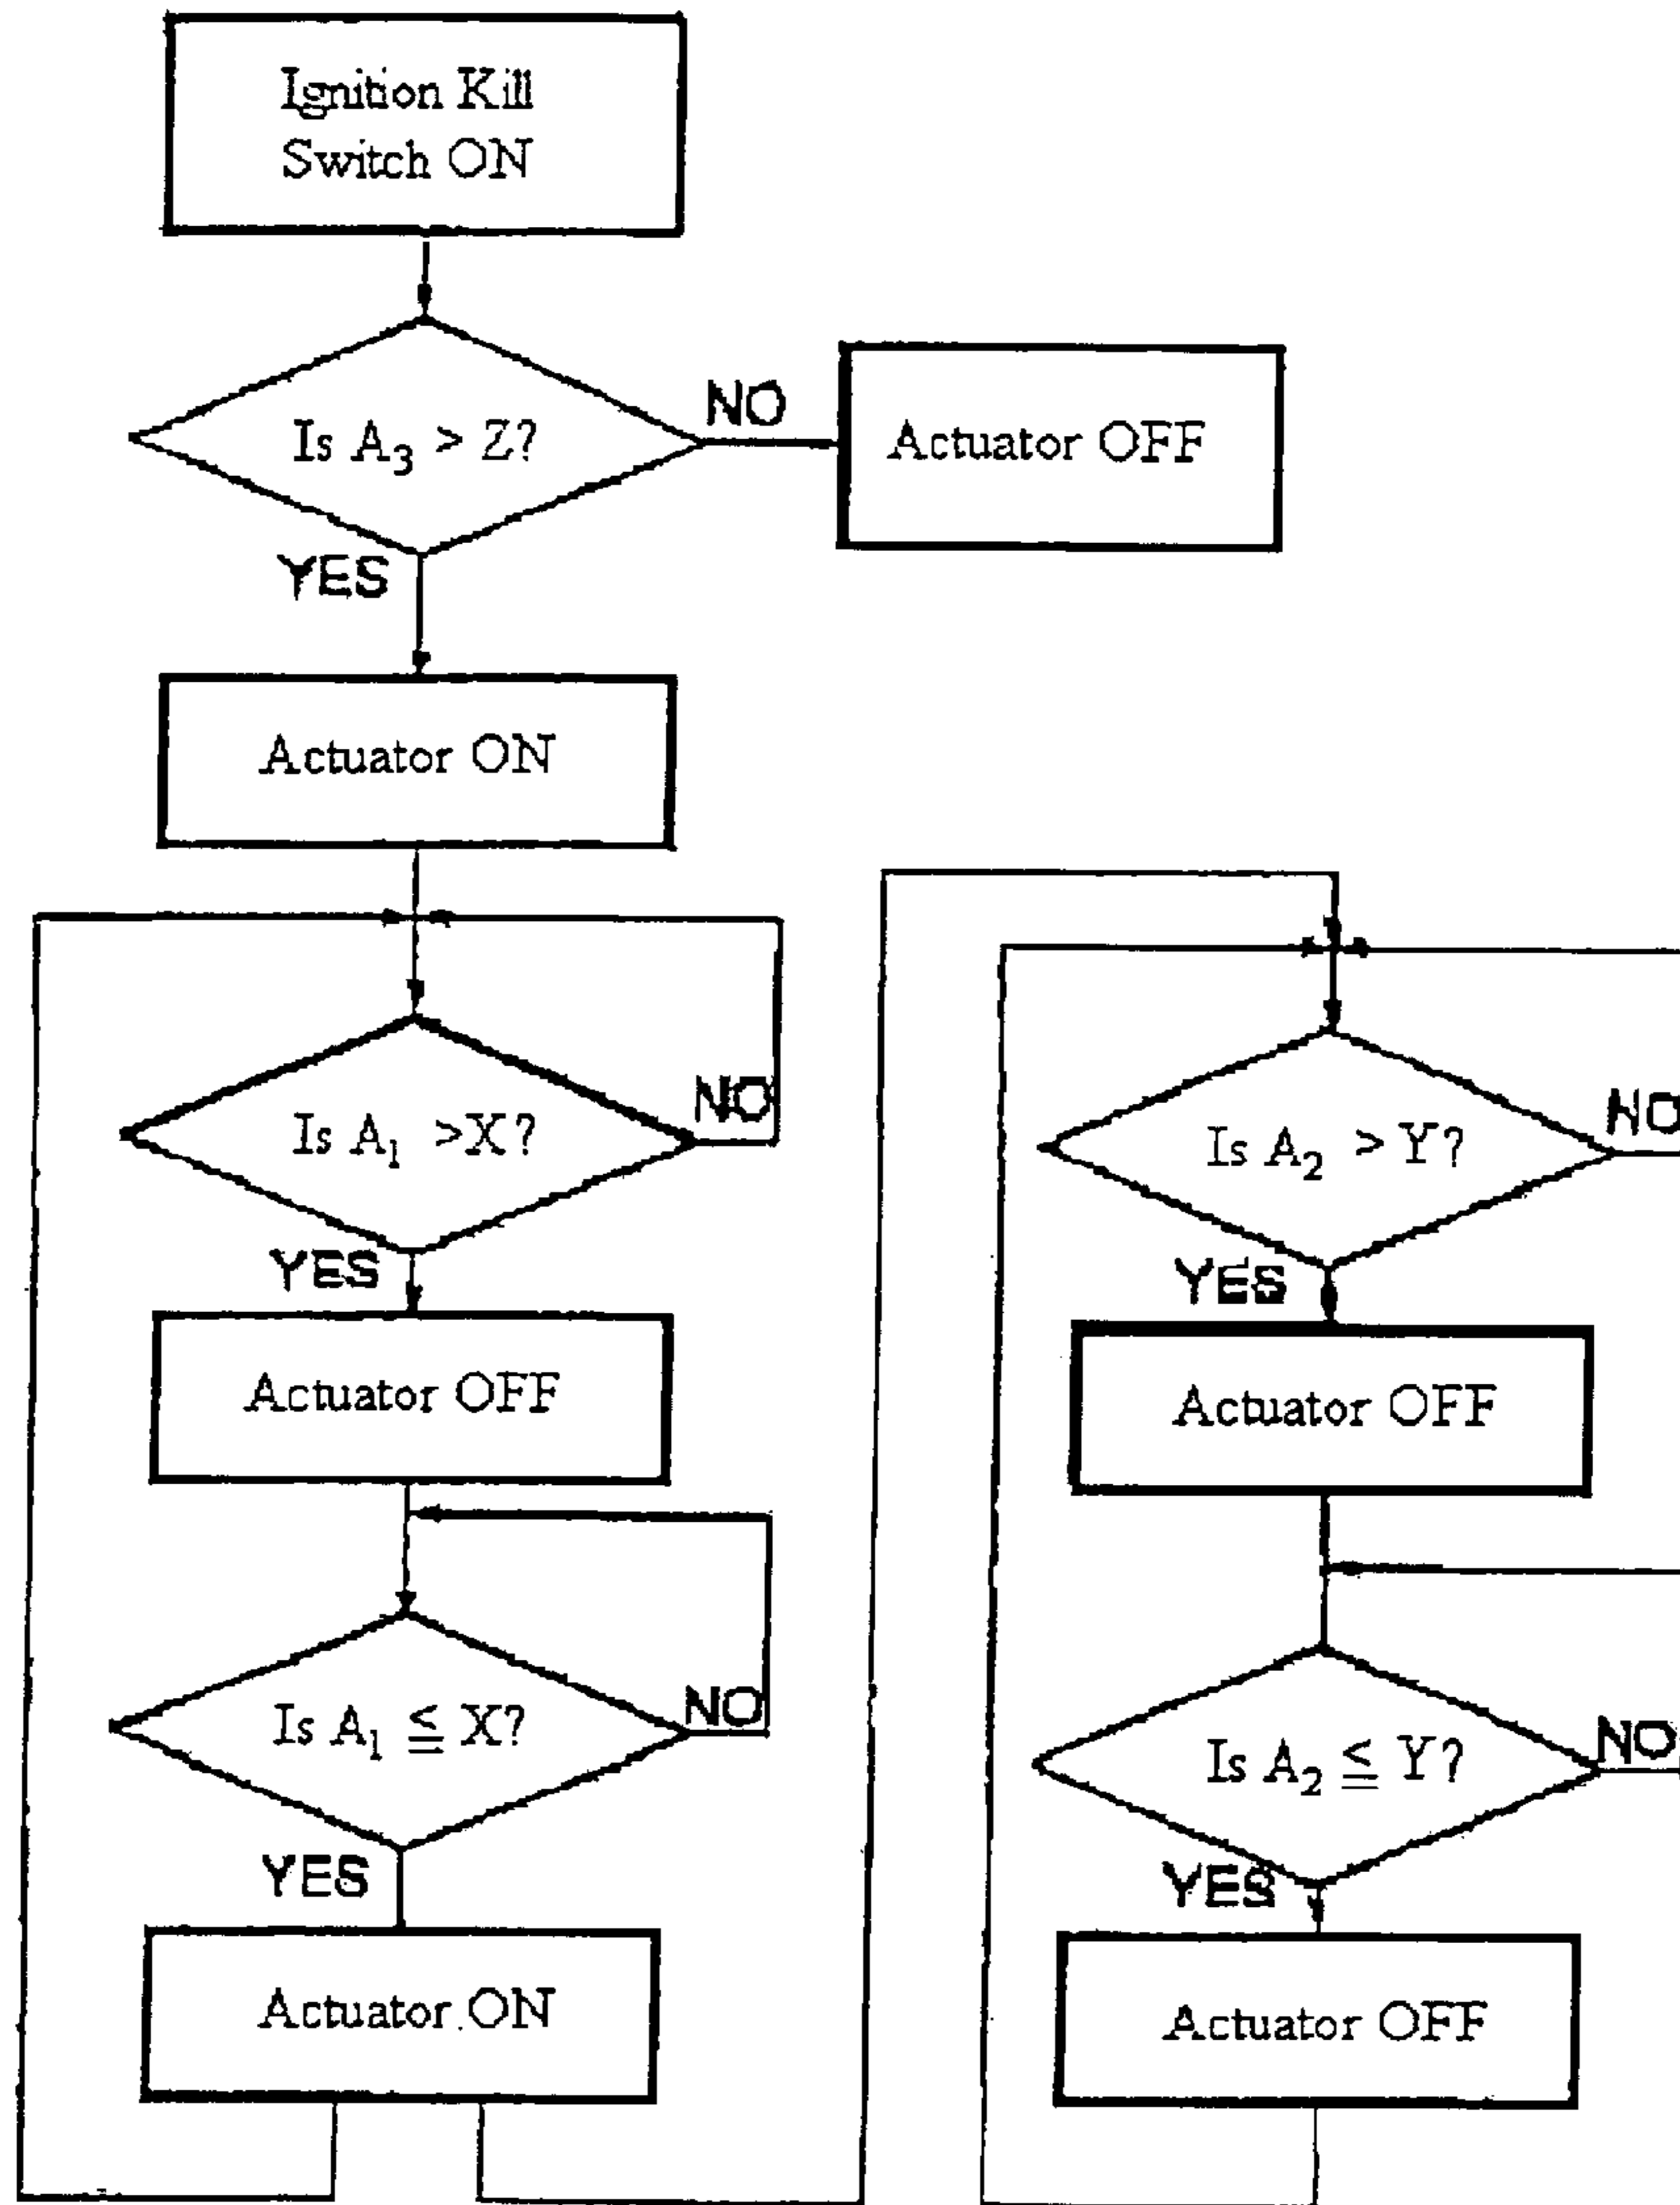 Ignition Kill
Switch ON
Is A₃ > Z?
NO
Actuator OFF
YES
Actuator ON
Is A₁ >X?
NO
YES
Actuator OFF
Is A₁ ≦ X?
NO
YES
Actuator ON
Is A₂ > Y?
NO
YES
Actuator OFF
Is A₂ ≦ Y?
NO
YES
Actuator OFF